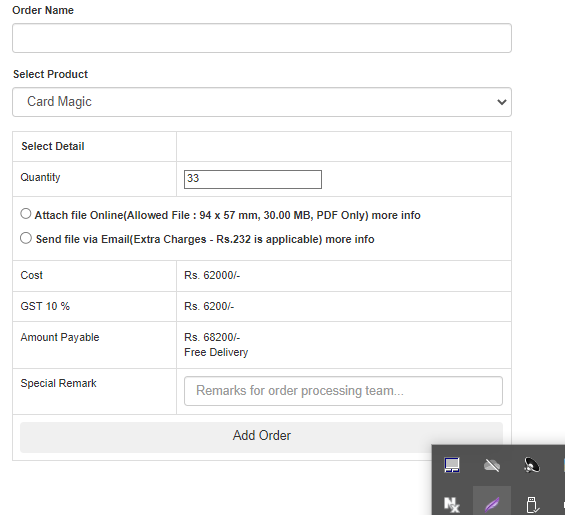 Order Name
Select Product
Card Magic
Select Detail
Quantity
33
Attach file Online(Allowed File : 94 x 57 mm, 30.00 MB, PDF Only) more info
Send file via Email(Extra Charges - Rs.232 is applicable) more info
Cost
Rs. 62000/-
GST 10 %
Rs. 6200/-
Amount Payable
Rs. 68200/-
Free Delivery
Special Remark
Remarks for order processing team...
Add Order